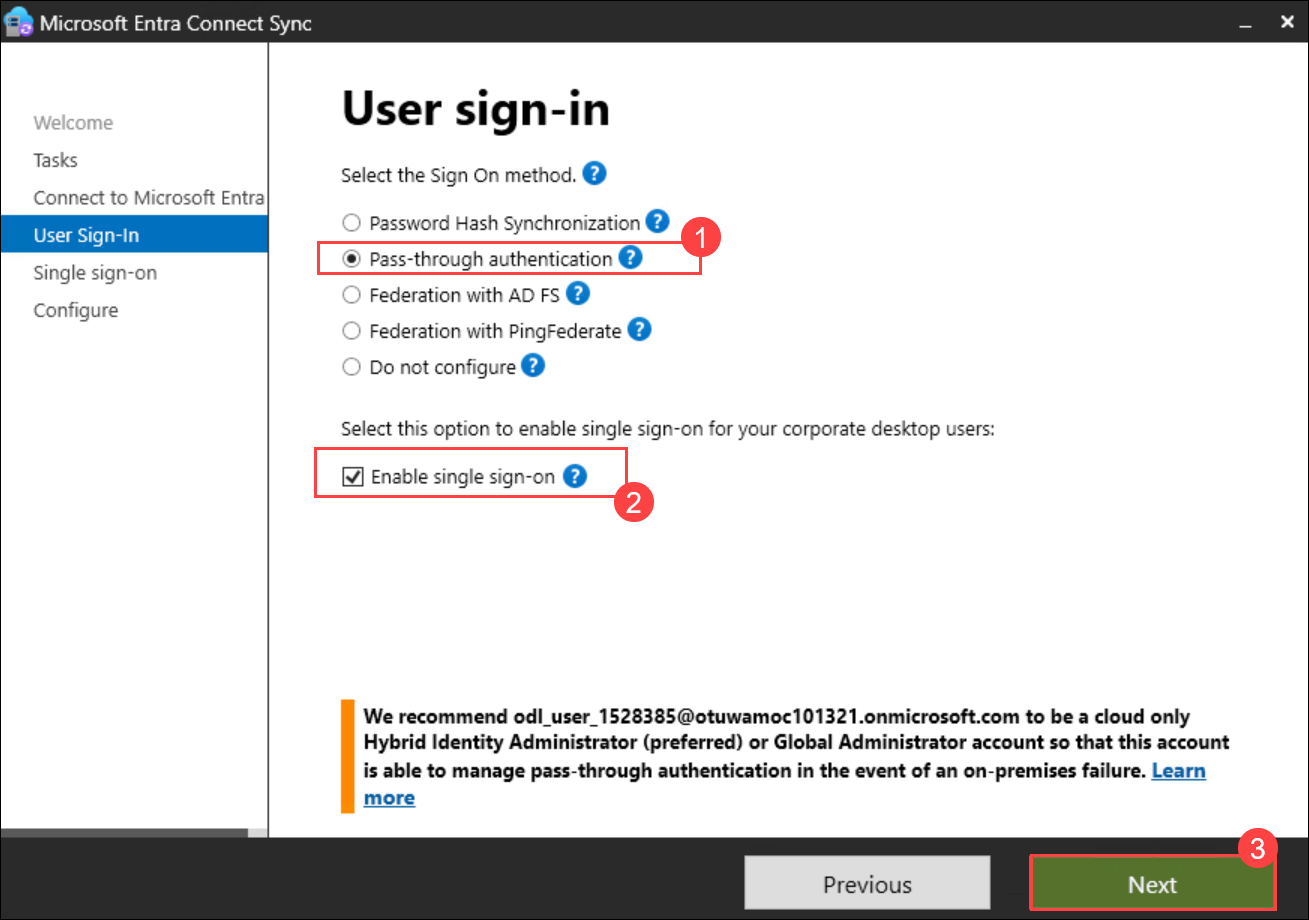 Microsoft Entra Connect Sync
Welcome
Tasks
Connect to Microsoft Entra
User Sign-In
Single sign-on
Configure
User sign-in
Select the Sign On method. ?
Password Hash Synchronization ?
1
Pass-through authentication ?
Federation with AD FS ?
Federation with PingFederate ?
Do not configure ?
Select this option to enable single sign-on for your corporate desktop users:
Enable single sign-on ?
2
We recommend odl_user_1528385@otuwamoc101321.onmicrosoft.com to be a cloud only
Hybrid Identity Administrator (preferred) or Global Administrator account so that this account
is able to manage pass-through authentication in the event of an on-premises failure. Learn
more
3
Previous
Next